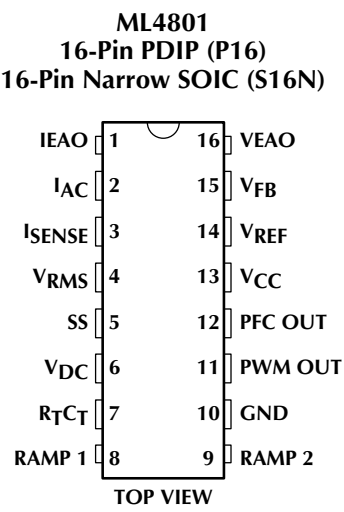 ML4801
16-Pin PDIP (P16)
16-Pin Narrow SOIC (S16N)
IEAO 1 16 VEAO
IAC 2 15 VFB
ISENSE 3 14 VREF
VRMS 4 13 VCC
SS 5 12 PFC OUT
VDC 6 11 PWM OUT
RTCT 7 10 GND
RAMP 1 8 9 RAMP 2
TOP VIEW